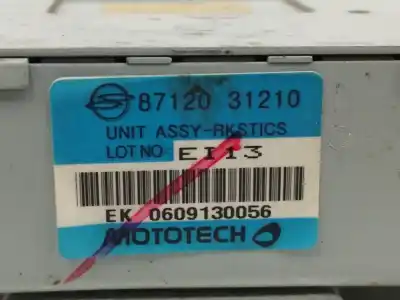 87120 31210
UNIT ASSY-RKSTICS
LOT NO EI13
EK 0609130056
MOTOTECH